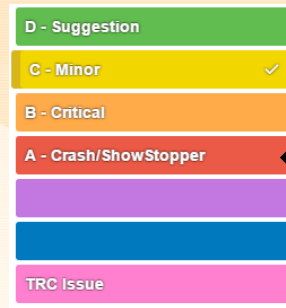 D - Suggestion
C - Minor
B - Critical
A - Crash/ShowStopper
TRC Issue